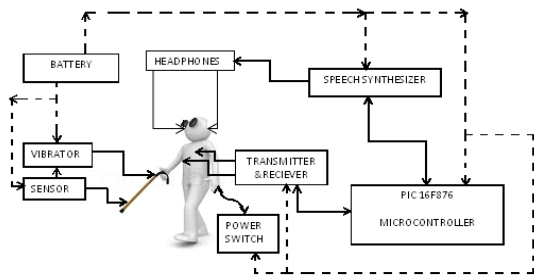 BATTERY
HEADPHONES
SPEECH SYNTHESIZER
VIBRATOR
SENSOR
TRANSMITTER
& RECIEVER
POWER
SWITCH
PIC 16F876
MICROCONTROLLER